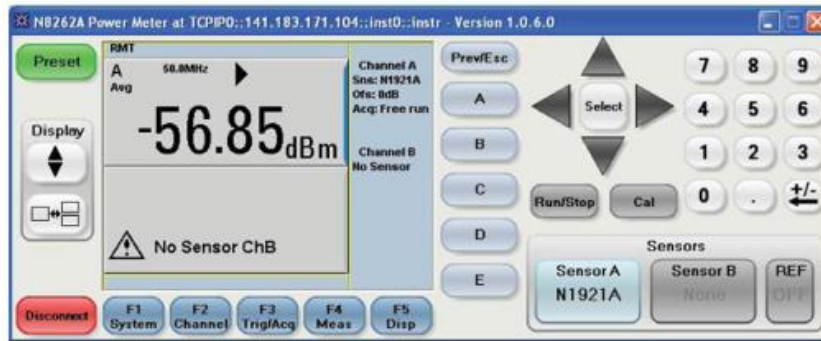 N8262A Power Meter at TCPIP0::141.183.171.104::inst0::instr - Version 1.0.6.0
Preset
Display
Disconnect
RMT
A
Avg
50.0MHz
-56.85dBm
No Sensor ChB
Channel A
Sns: N1921A
Ofs: 0dB
Acq: Free run
Channel B
No Sensor
F1
System
F2
Channel
F3
Trig/Acq
F4
Meas
F5
Disp
Prev/Esc
A
B
C
D
E
Select
Run/Stop
Cal
7 8 9
4 5 6
1 2 3
0 . +/-
Sensors
Sensor A
N1921A
Sensor B
None
REF
OFF